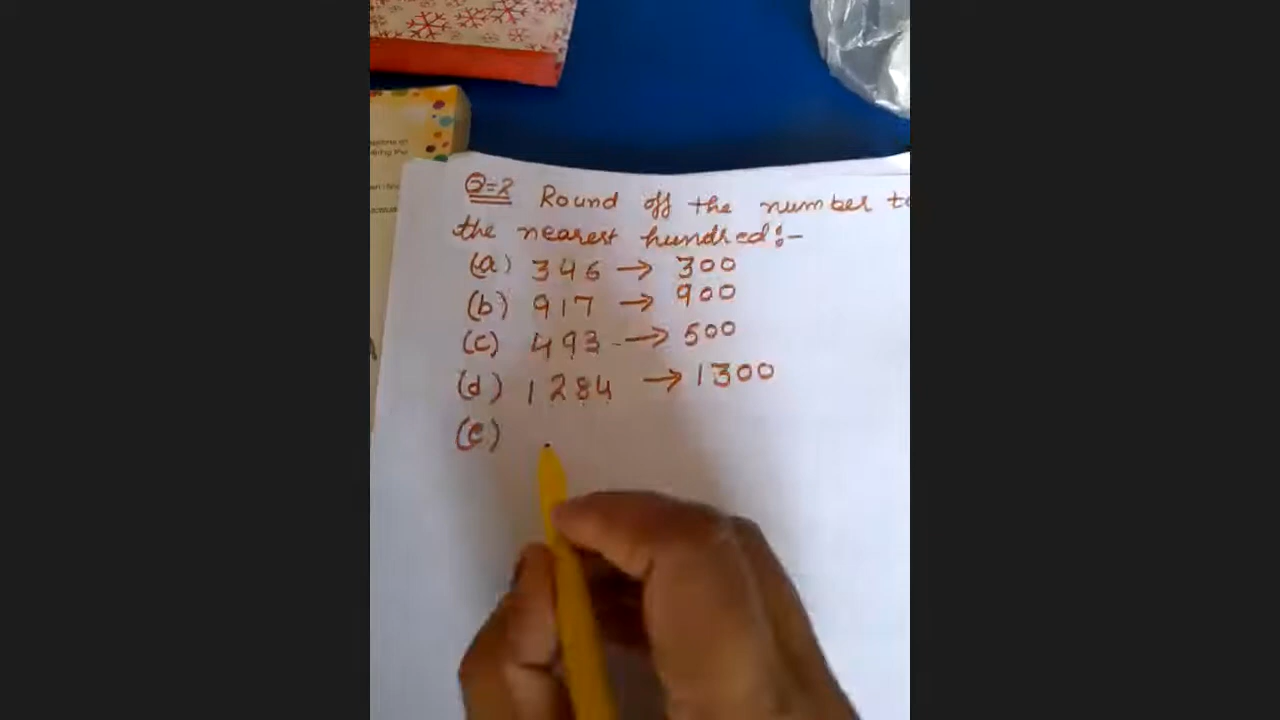 Q=2 Round off the number to
the nearest hundred:-
(a) 346 → 300
(b) 917 → 900
(c) 493 → 500
(d) 1284 → 1300
(e)